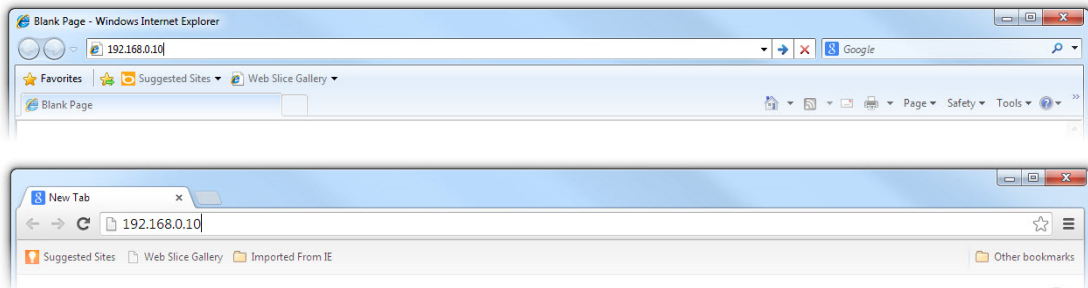 Blank Page - Windows Internet Explorer
192.168.0.10 Google
Favorites Suggested Sites Web Slice Gallery
Blank Page Page Safety Tools
New Tab
192.168.0.10
Suggested Sites Web Slice Gallery Imported From IE Other bookmarks